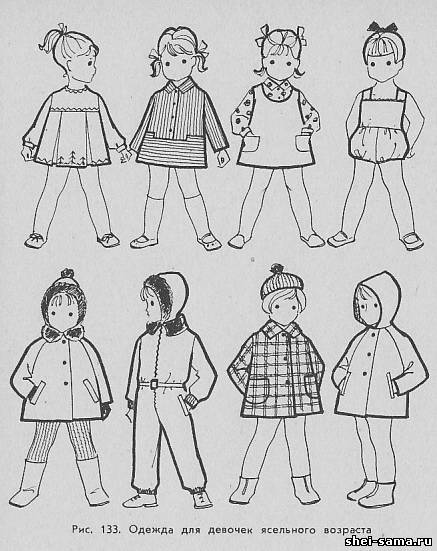 Рис. 133. Одежда для девочек ясельного возраста
shei-sama.ru